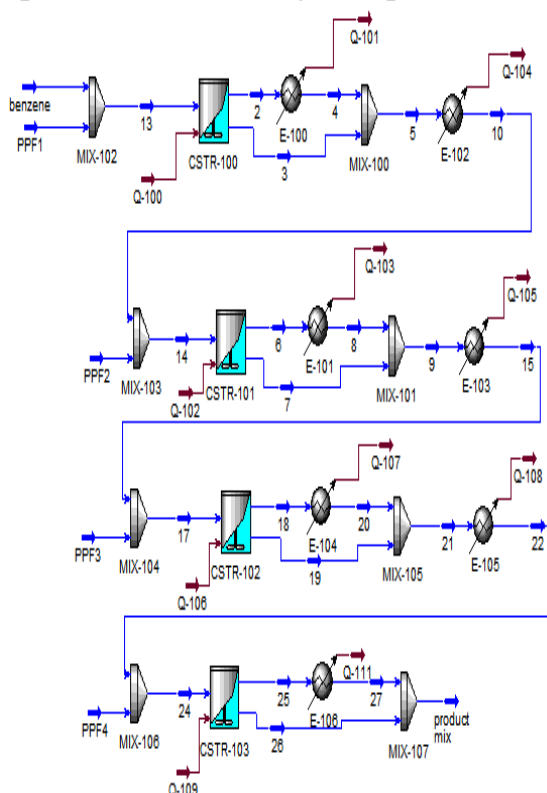 Q-101
Q-104
benzene
13
2
4
5
10
PPF1
MIX-102
E-100
E-102
CSTR-100
3
MIX-100
Q-100
Q-103
Q-105
14
6
8
9
15
PPF2
MIX-103
E-101
E-103
CSTR-101
7
MIX-101
Q-102
Q-107
Q-108
17
18
20
21
22
PPF3
MIX-104
E-104
E-105
CSTR-102
19
MIX-105
Q-106
Q-111
24
25
27
PPF4
MIX-106
E-106
product
mix
CSTR-103
26
MIX-107
Q-109